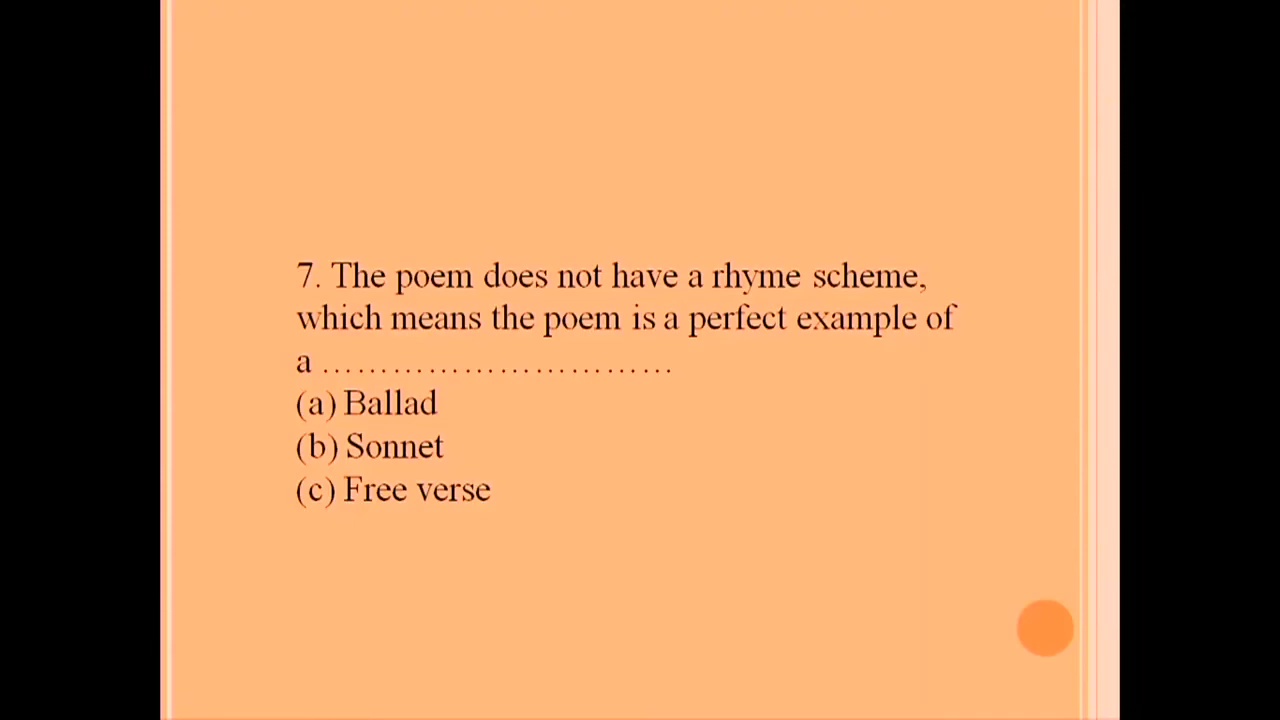 7. The poem does not have a rhyme scheme,
which means the poem is a perfect example of
a ..............................
(a) Ballad
(b) Sonnet
(c) Free verse